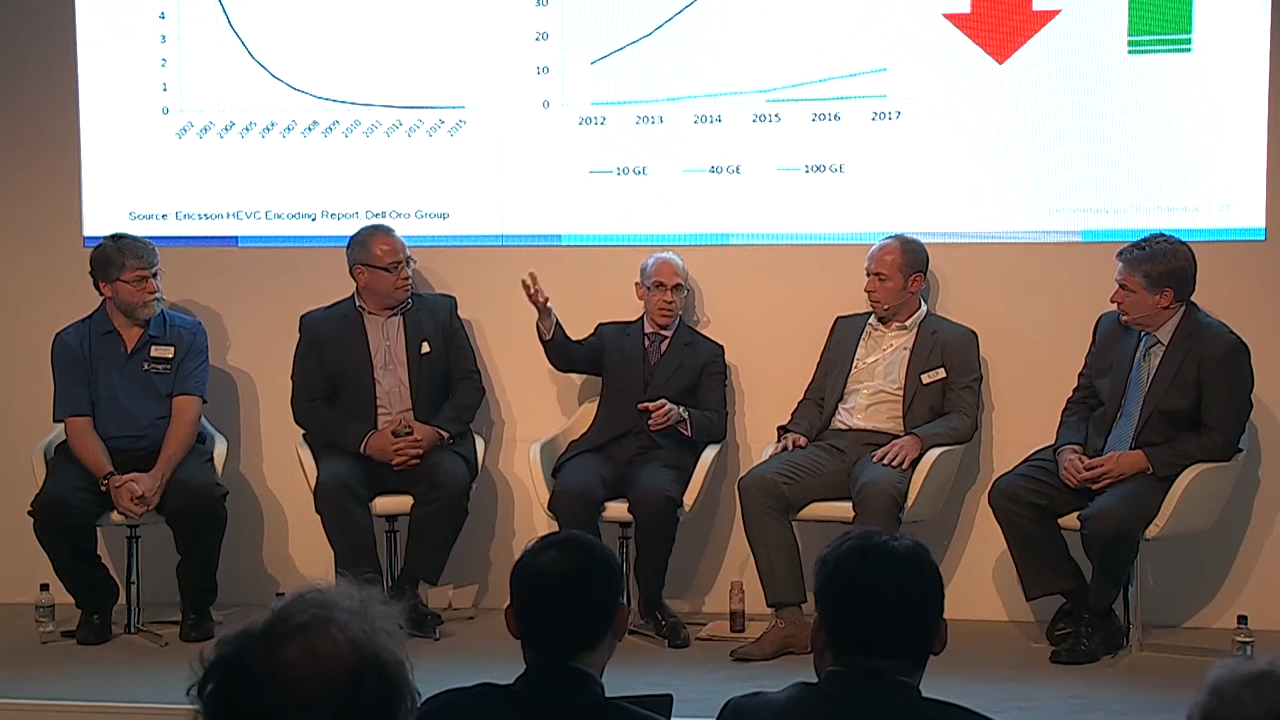 4
3
2
1
0
2002 2003 2004 2005 2006 2007 2008 2009 2010 2011 2012 2013 2014 2015
30
20
10
0
2012 2013 2014 2015 2016 2017
10 GE 40 GE 100 GE
Source: Ericsson HEVC Encoding Report, Dell Oro Group